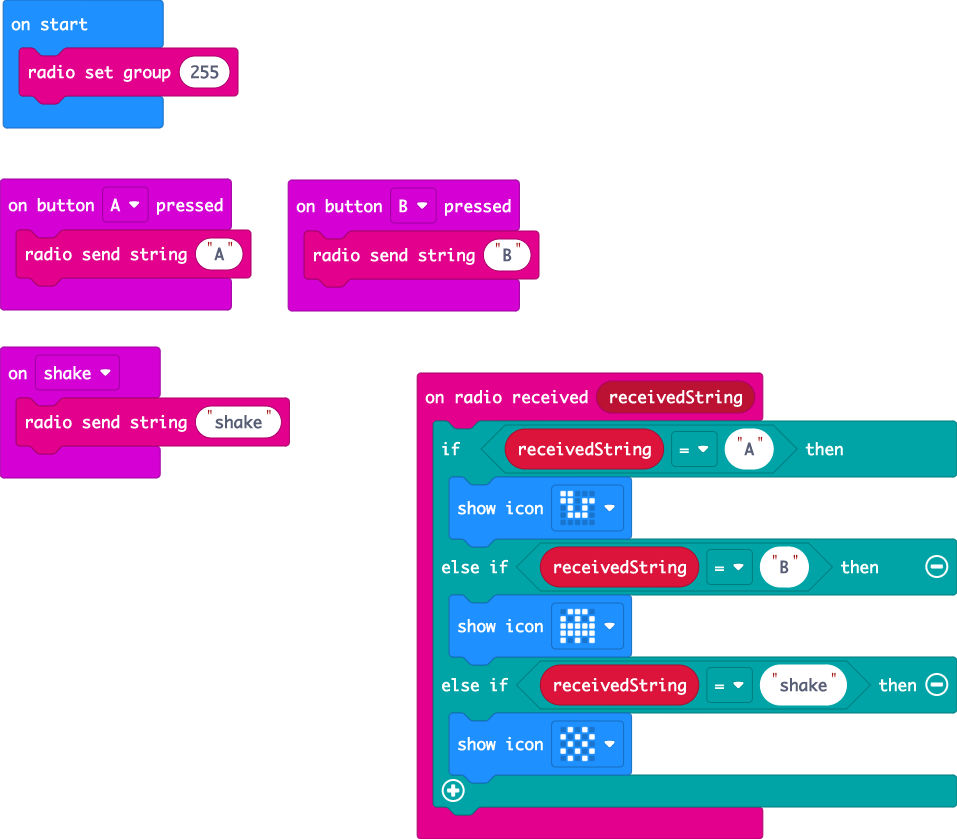 on start
radio set group 255
on button A pressed
radio send string "A"
on button B pressed
radio send string "B"
on shake
radio send string "shake"
on radio received receivedString
if receivedString = "A" then
show icon
else if receivedString = "B" then
show icon
else if receivedString = "shake" then
show icon